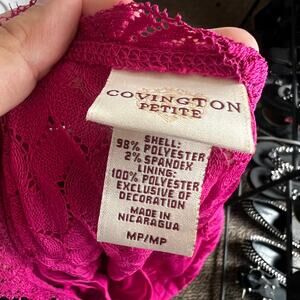 COVINGTON
PETITE
SHELL:
98% POLYESTER
2% SPANDEX
LINING:
100% POLYESTER
EXCLUSIVE OF
DECORATION
MADE IN
NICARAGUA
MP/MP